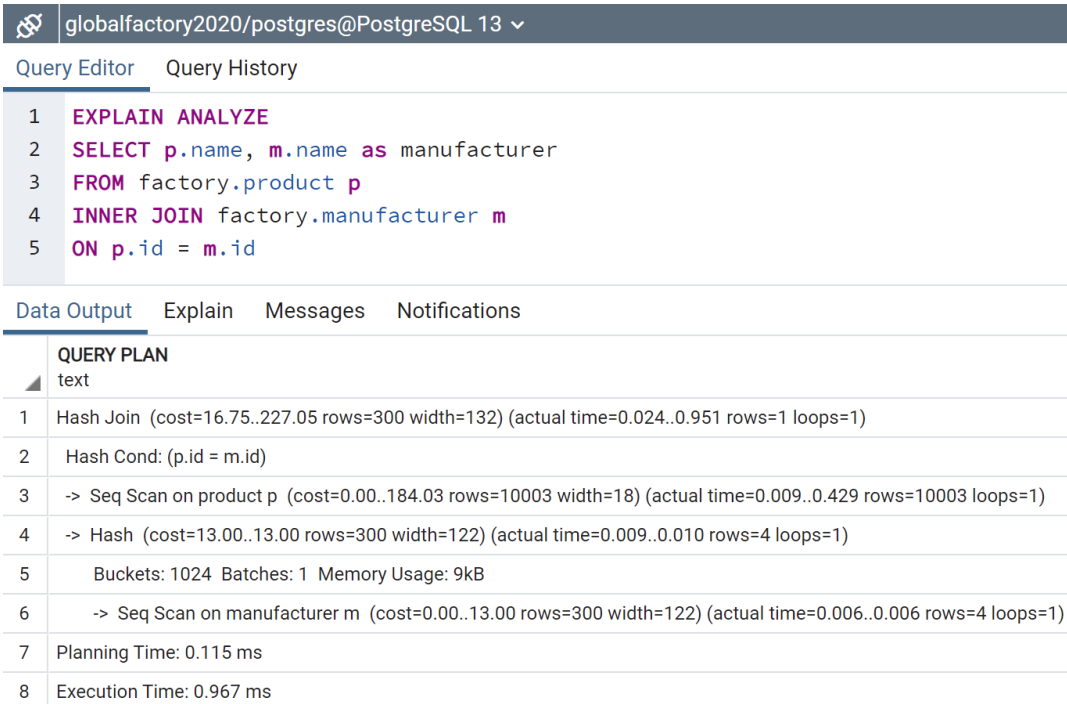 globalfactory2020/postgres@PostgreSQL 13
Query Editor Query History
1 EXPLAIN ANALYZE
2 SELECT p.name, m.name as manufacturer
3 FROM factory.product p
4 INNER JOIN factory.manufacturer m
5 ON p.id = m.id
Data Output Explain Messages Notifications
QUERY PLAN
text
1 Hash Join (cost=16.75..227.05 rows=300 width=132) (actual time=0.024..0.951 rows=1 loops=1)
2 Hash Cond: (p.id = m.id)
3 -> Seq Scan on product p (cost=0.00..184.03 rows=10003 width=18) (actual time=0.009..0.429 rows=10003 loops=1)
4 -> Hash (cost=13.00..13.00 rows=300 width=122) (actual time=0.009..0.010 rows=4 loops=1)
5 Buckets: 1024 Batches: 1 Memory Usage: 9kB
6 -> Seq Scan on manufacturer m (cost=0.00..13.00 rows=300 width=122) (actual time=0.006..0.006 rows=4 loops=1)
7 Planning Time: 0.115 ms
8 Execution Time: 0.967 ms